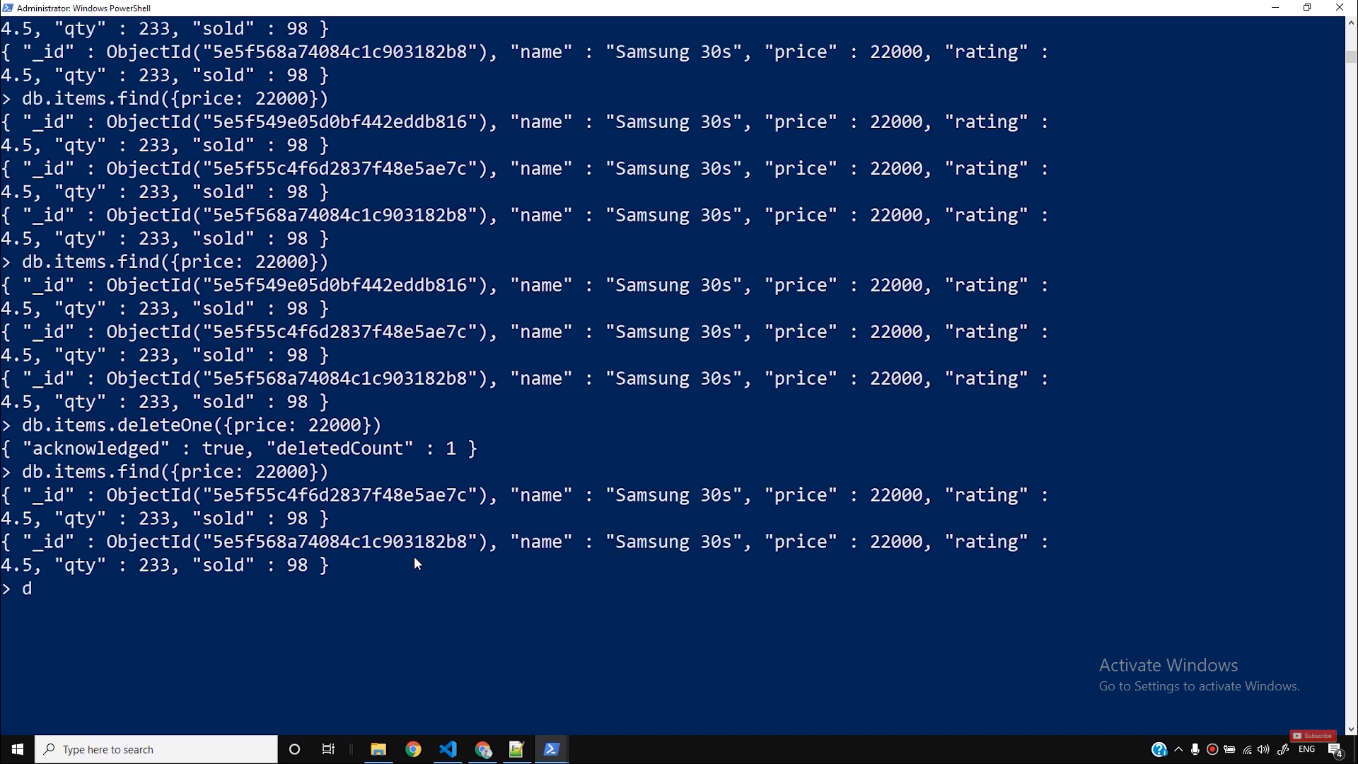 Administrator: Windows PowerShell
4.5, "qty" : 233, "sold" : 98 }
{ "_id" : ObjectId("5e5f568a74084c1c903182b8"), "name" : "Samsung 30s", "price" : 22000, "rating" :
4.5, "qty" : 233, "sold" : 98 }
> db.items.find({price: 22000})
{ "_id" : ObjectId("5e5f549e05d0bf442eddb816"), "name" : "Samsung 30s", "price" : 22000, "rating" :
4.5, "qty" : 233, "sold" : 98 }
{ "_id" : ObjectId("5e5f55c4f6d2837f48e5ae7c"), "name" : "Samsung 30s", "price" : 22000, "rating" :
4.5, "qty" : 233, "sold" : 98 }
{ "_id" : ObjectId("5e5f568a74084c1c903182b8"), "name" : "Samsung 30s", "price" : 22000, "rating" :
4.5, "qty" : 233, "sold" : 98 }
> db.items.find({price: 22000})
{ "_id" : ObjectId("5e5f549e05d0bf442eddb816"), "name" : "Samsung 30s", "price" : 22000, "rating" :
4.5, "qty" : 233, "sold" : 98 }
{ "_id" : ObjectId("5e5f55c4f6d2837f48e5ae7c"), "name" : "Samsung 30s", "price" : 22000, "rating" :
4.5, "qty" : 233, "sold" : 98 }
{ "_id" : ObjectId("5e5f568a74084c1c903182b8"), "name" : "Samsung 30s", "price" : 22000, "rating" :
4.5, "qty" : 233, "sold" : 98 }
> db.items.deleteOne({price: 22000})
{ "acknowledged" : true, "deletedCount" : 1 }
> db.items.find({price: 22000})
{ "_id" : ObjectId("5e5f55c4f6d2837f48e5ae7c"), "name" : "Samsung 30s", "price" : 22000, "rating" :
4.5, "qty" : 233, "sold" : 98 }
{ "_id" : ObjectId("5e5f568a74084c1c903182b8"), "name" : "Samsung 30s", "price" : 22000, "rating" :
4.5, "qty" : 233, "sold" : 98 }
> d
Activate Windows
Go to Settings to activate Windows.
Subscribe
Type here to search
ENG
4